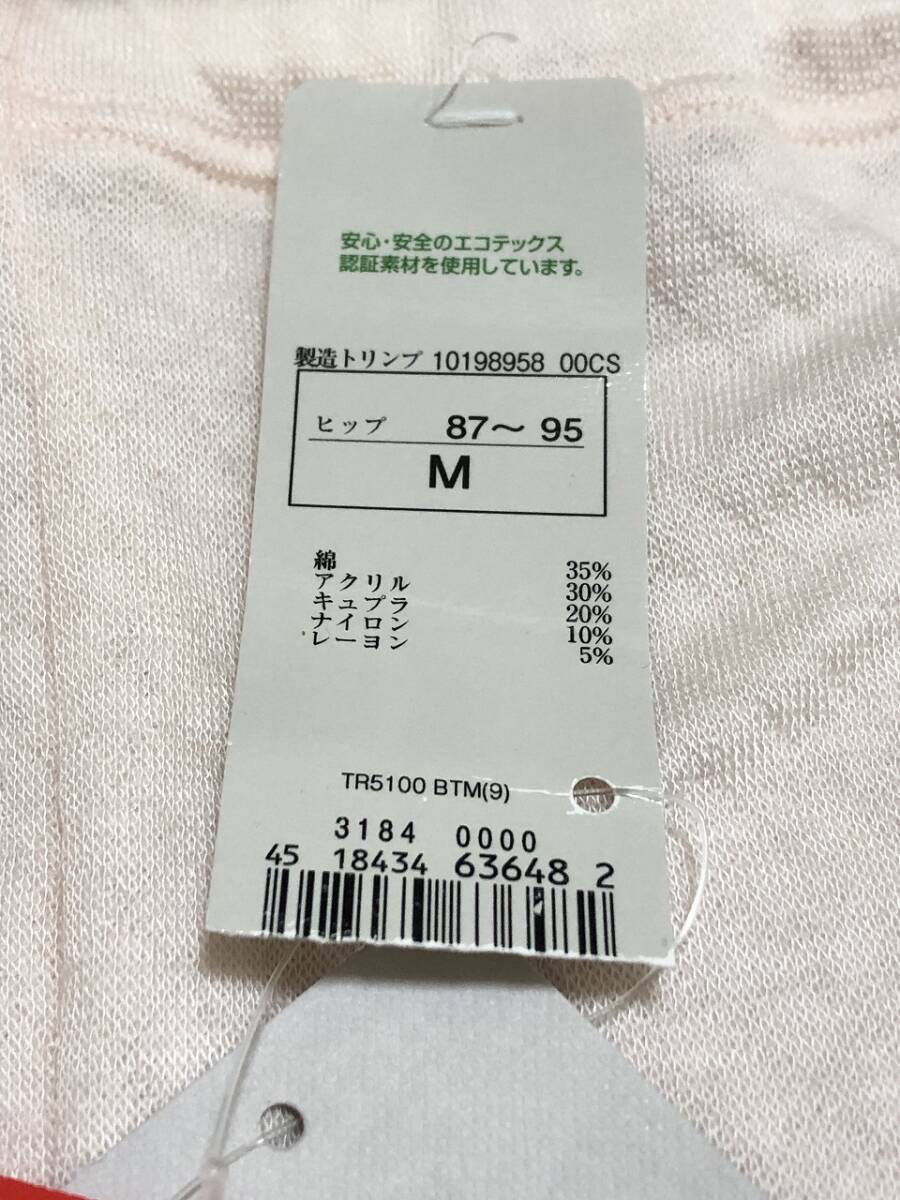 安心・安全のエコテックス
認証素材を使用しています。
製造トリンプ 10198958 00CS
ヒップ 87〜 95
M
綿 35%
アクリル 30%
キュプラ 20%
ナイロン 10%
レーヨン 5%
TR5100 BTM(9)
3184 0000
45 18434 63648 2